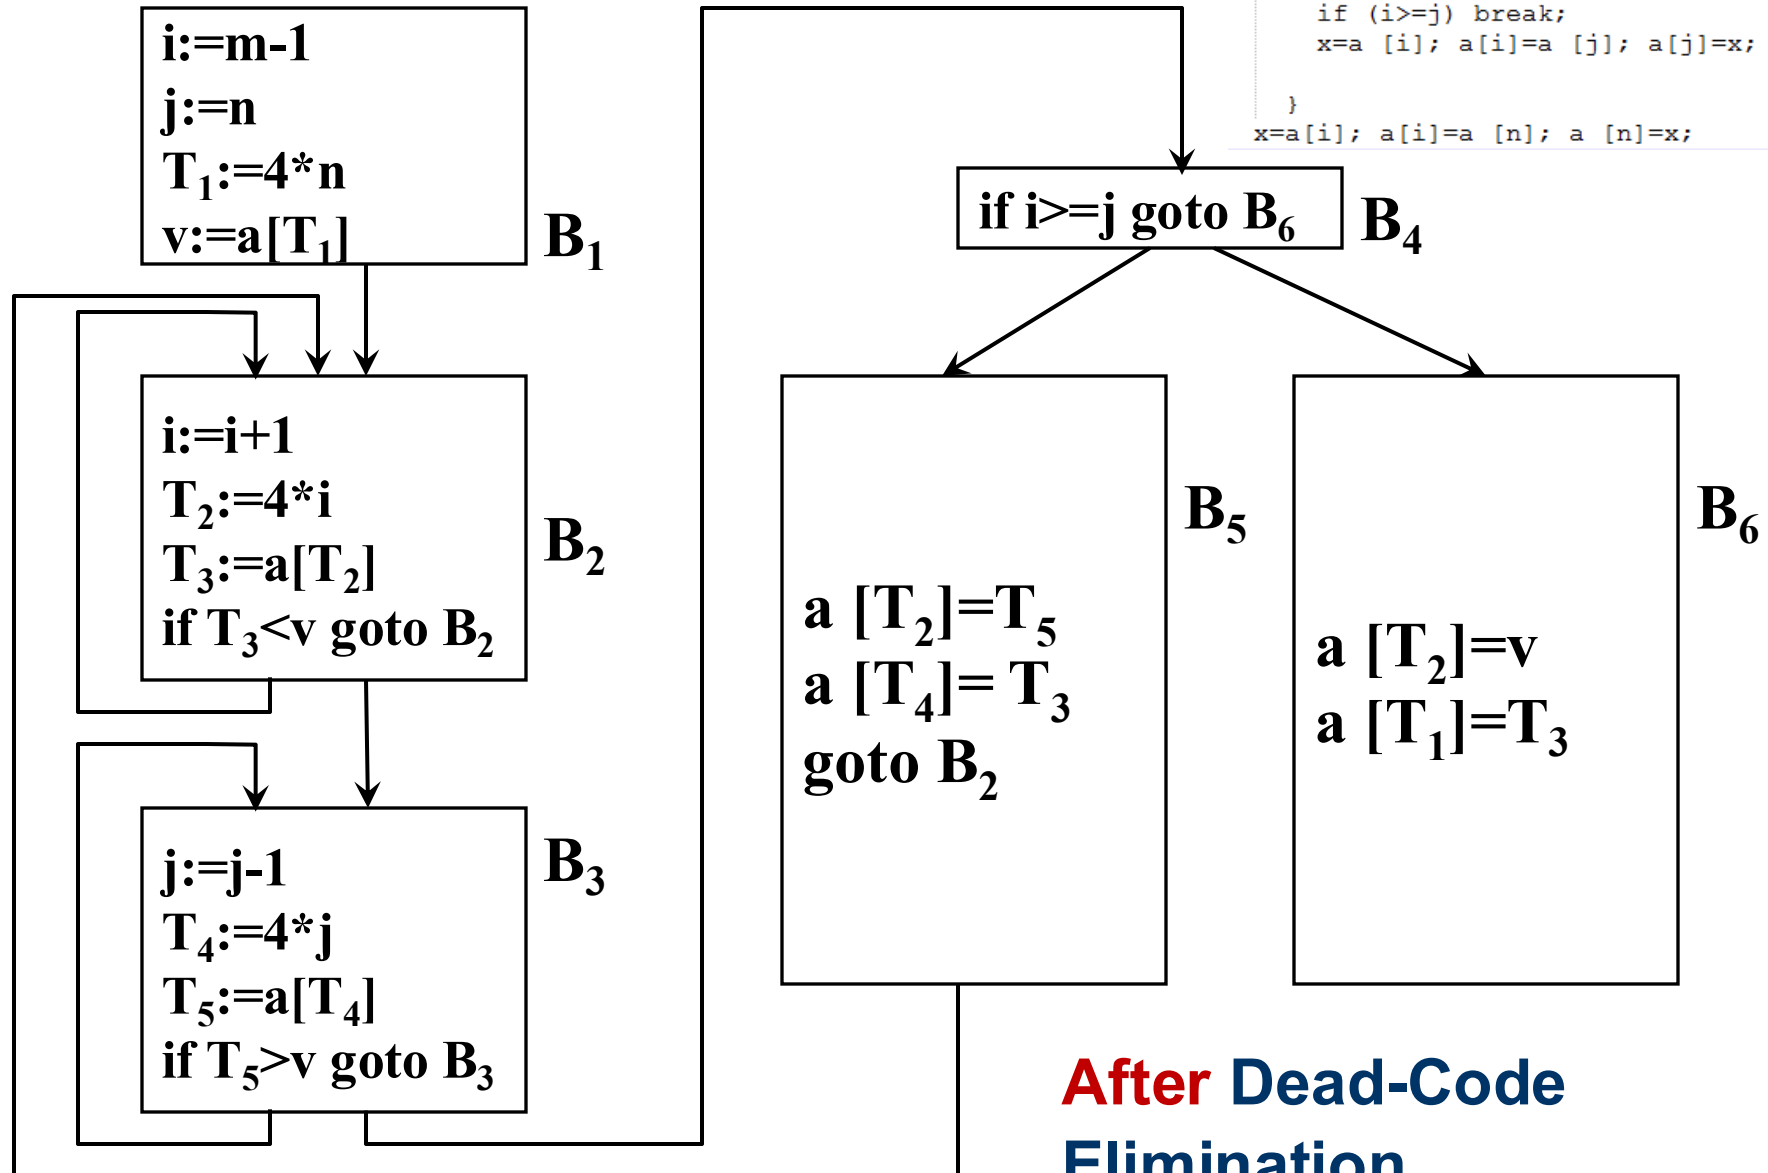 i:=m-1
j:=n
T₁:=4*n
v:=a[T₁]
B₁
i:=i+1
T₂:=4*i
T₃:=a[T₂]
if T₃<v goto B₂
B₂
j:=j-1
T₄:=4*j
T₅:=a[T₄]
if T₅>v goto B₃
B₃
if (i>=j) break;
x=a [i]; a[i]=a [j]; a[j]=x;
}
x=a[i]; a[i]=a [n]; a [n]=x;
if i>=j goto B₆
B₄
a [T₂]=T₅
a [T₄]= T₃
goto B₂
B₅
a [T₂]=v
a [T₁]=T₃
B₆
After Dead-Code
Elimination